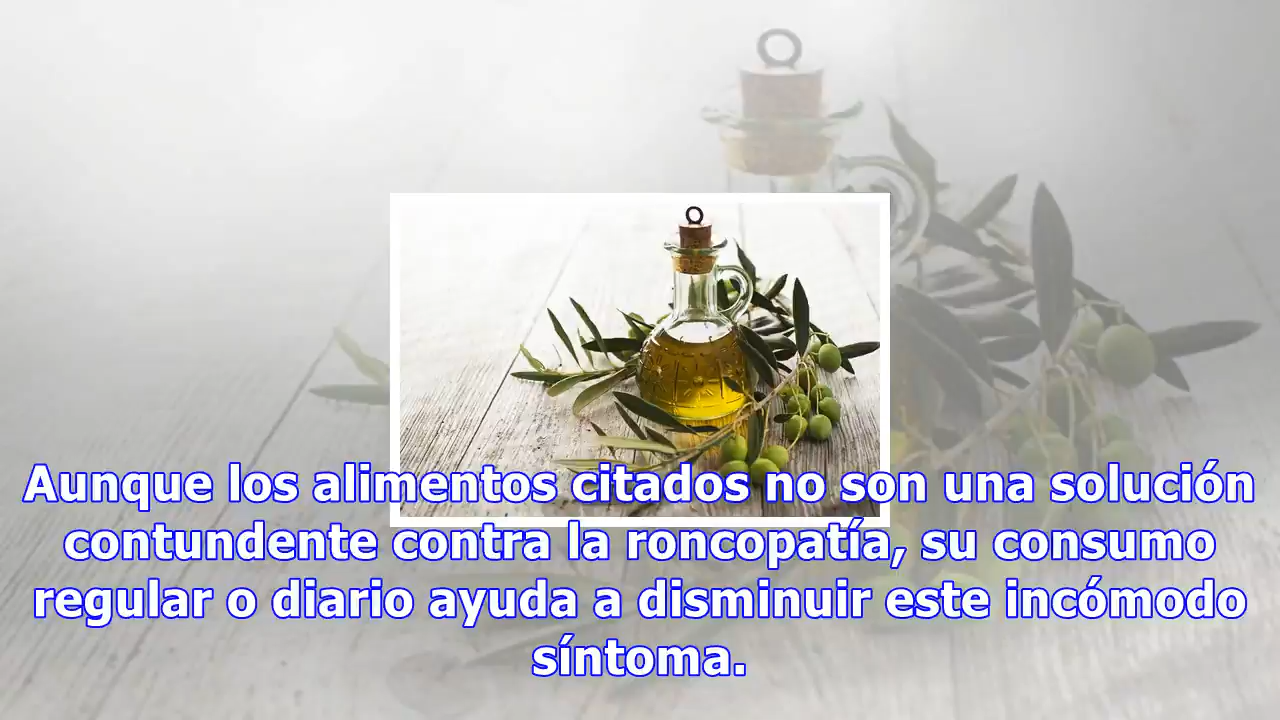 Aunque los alimentos citados no son una solución
contundente contra la roncopatía, su consumo
regular o diario ayuda a disminuir este incómodo
síntoma.